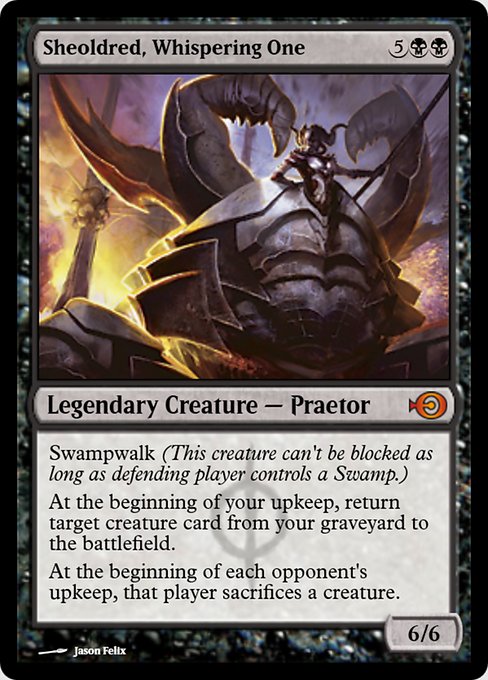 Sheoldred, Whispering One 5
Legendary Creature — Praetor
Swampwalk (This creature can't be blocked as
long as defending player controls a Swamp.)
At the beginning of your upkeep, return
target creature card from your graveyard to
the battlefield.
At the beginning of each opponent's
upkeep, that player sacrifices a creature.
6/6
Jason Felix